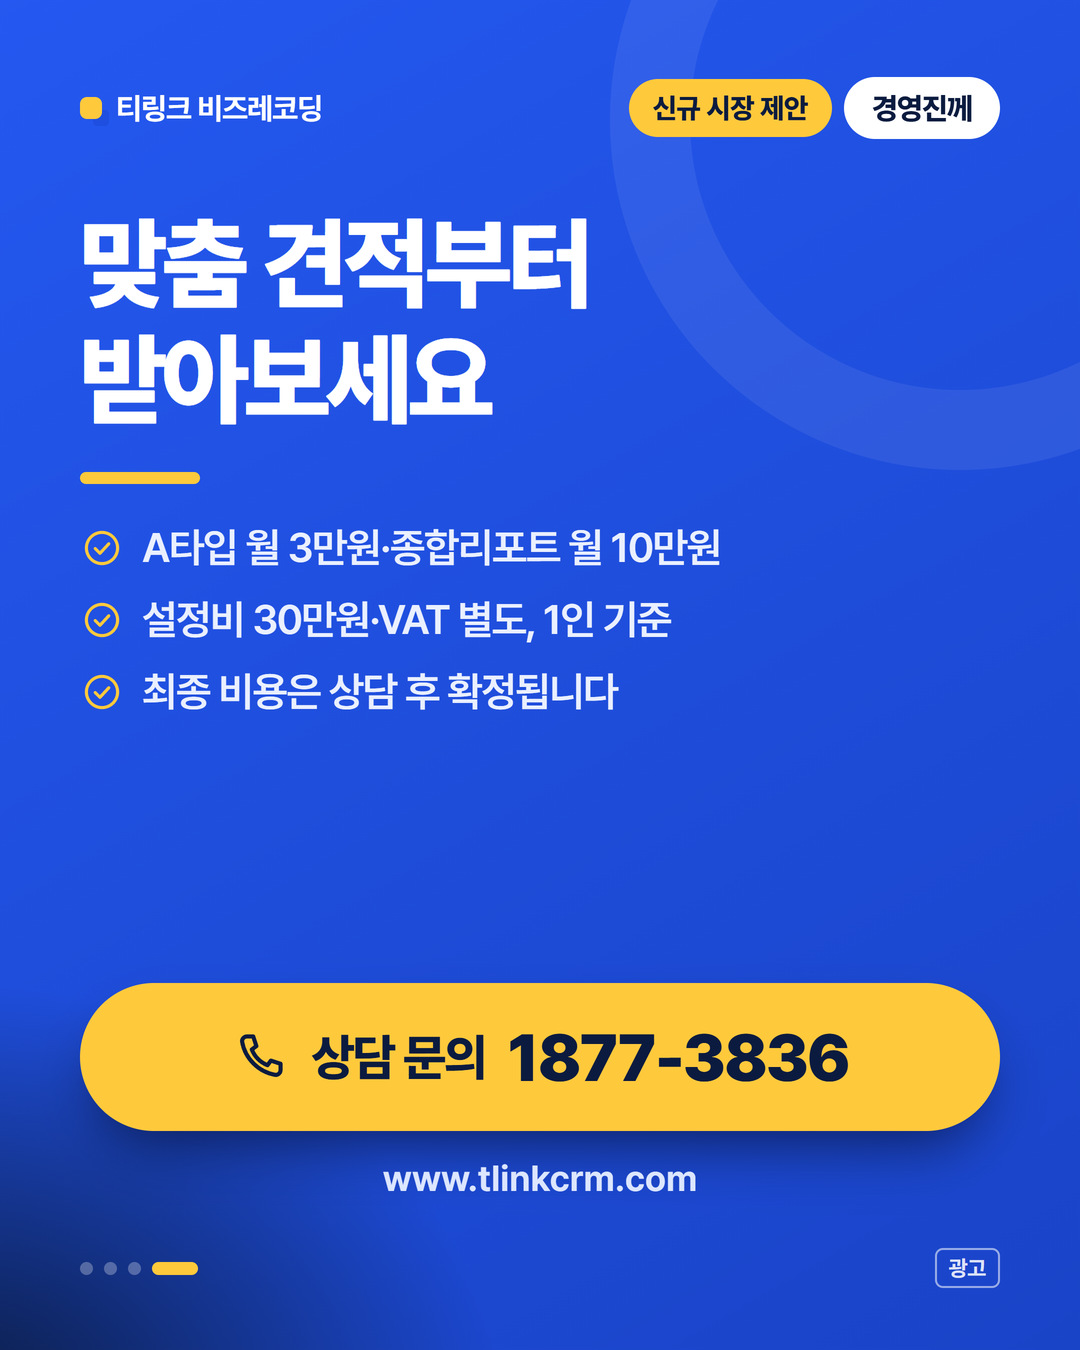 티링크 비즈레코딩
신규 시장 제안
경영진께
맞춤 견적부터
받아보세요
A타입 월 3만원·종합리포트 월 10만원
설정비 30만원·VAT 별도, 1인 기준
최종 비용은 상담 후 확정됩니다
상담 문의 1877-3836
www.tlinkcrm.com
광고